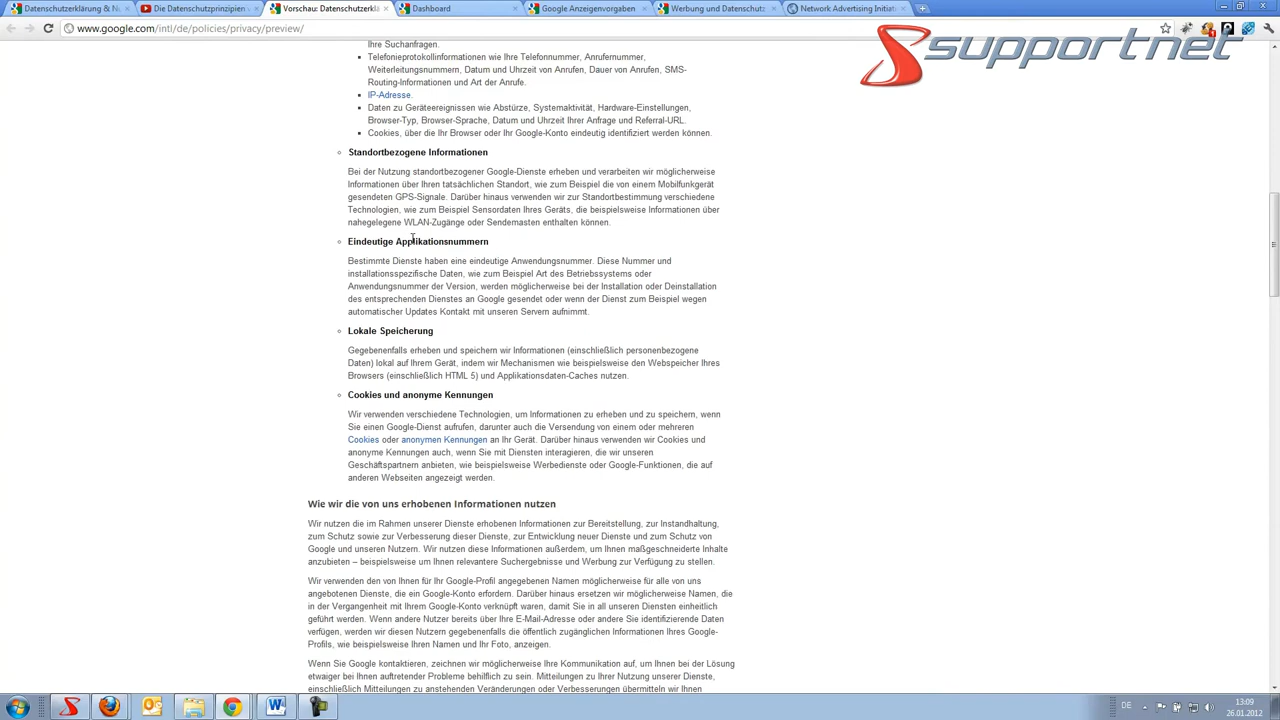 Datenschutzerklärung & Nu
Die Datenschutzprinzipien v
Vorschau: Datenschutzerklä
Dashboard
Google Anzeigenvorgaben
Werbung und Datenschutz
Network Advertising Initiati
www.google.com/intl/de/policies/privacy/preview/
supportnet
Ihre Suchanfragen.
Telefonieprotokollinformationen wie Ihre Telefonnummer, Anrufernummer,
Weiterleitungsnummern, Datum und Uhrzeit von Anrufen, Dauer von Anrufen, SMS-
Routing-Informationen und Art der Anrufe.
IP-Adresse.
Daten zu Geräteereignissen wie Abstürze, Systemaktivität, Hardware-Einstellungen,
Browser-Typ, Browser-Sprache, Datum und Uhrzeit Ihrer Anfrage und Referral-URL.
Cookies, über die Ihr Browser oder Ihr Google-Konto eindeutig identifiziert werden können.
Standortbezogene Informationen
Bei der Nutzung standortbezogener Google-Dienste erheben und verarbeiten wir möglicherweise
Informationen über Ihren tatsächlichen Standort, wie zum Beispiel die von einem Mobilfunkgerät
gesendeten GPS-Signale. Darüber hinaus verwenden wir zur Standortbestimmung verschiedene
Technologien, wie zum Beispiel Sensordaten Ihres Geräts, die beispielsweise Informationen über
nahegelegene WLAN-Zugänge oder Sendemasten enthalten können.
Eindeutige Applikationsnummern
Bestimmte Dienste haben eine eindeutige Anwendungsnummer. Diese Nummer und
installationsspezifische Daten, wie zum Beispiel Art des Betriebssystems oder
Anwendungsnummer der Version, werden möglicherweise bei der Installation oder Deinstallation
des entsprechenden Dienstes an Google gesendet oder wenn der Dienst zum Beispiel wegen
automatischer Updates Kontakt mit unseren Servern aufnimmt.
Lokale Speicherung
Gegebenenfalls erheben und speichern wir Informationen (einschließlich personenbezogene
Daten) lokal auf Ihrem Gerät, indem wir Mechanismen wie beispielsweise den Webspeicher Ihres
Browsers (einschließlich HTML 5) und Applikationsdaten-Caches nutzen.
Cookies und anonyme Kennungen
Wir verwenden verschiedene Technologien, um Informationen zu erheben und zu speichern, wenn
Sie einen Google-Dienst aufrufen, darunter auch die Versendung von einem oder mehreren
Cookies oder anonymen Kennungen an Ihr Gerät. Darüber hinaus verwenden wir Cookies und
anonyme Kennungen auch, wenn Sie mit Diensten interagieren, die wir unseren
Geschäftspartnern anbieten, wie beispielsweise Werbedienste oder Google-Funktionen, die auf
anderen Webseiten angezeigt werden.
Wie wir die von uns erhobenen Informationen nutzen
Wir nutzen die im Rahmen unserer Dienste erhobenen Informationen zur Bereitstellung, zur Instandhaltung,
zum Schutz sowie zur Verbesserung dieser Dienste, zur Entwicklung neuer Dienste und zum Schutz von
Google und unseren Nutzern. Wir nutzen diese Informationen außerdem, um Ihnen maßgeschneiderte Inhalte
anzubieten – beispielsweise um Ihnen relevantere Suchergebnisse und Werbung zur Verfügung zu stellen.
Wir verwenden den von Ihnen für Ihr Google-Profil angegebenen Namen möglicherweise für alle von uns
angebotenen Dienste, die ein Google-Konto erfordern. Darüber hinaus ersetzen wir möglicherweise Namen, die
in der Vergangenheit mit Ihrem Google-Konto verknüpft waren, damit Sie in all unseren Diensten einheitlich
geführt werden. Wenn andere Nutzer bereits über Ihre E-Mail-Adresse oder andere Sie identifizierende Daten
verfügen, werden wir diesen Nutzern gegebenenfalls die öffentlich zugänglichen Informationen Ihres Google-
Profils, wie beispielsweise Ihren Namen und Ihr Foto, anzeigen.
Wenn Sie Google kontaktieren, zeichnen wir möglicherweise Ihre Kommunikation auf, um Ihnen bei der Lösung
etwaiger bei Ihnen auftretender Probleme behilflich zu sein. Mitteilungen zu Ihrer Nutzung unserer Dienste,
einschließlich Mitteilungen zu anstehenden Veränderungen oder Verbesserungen übermitteln wir Ihnen
DE
13:09
26.01.2012